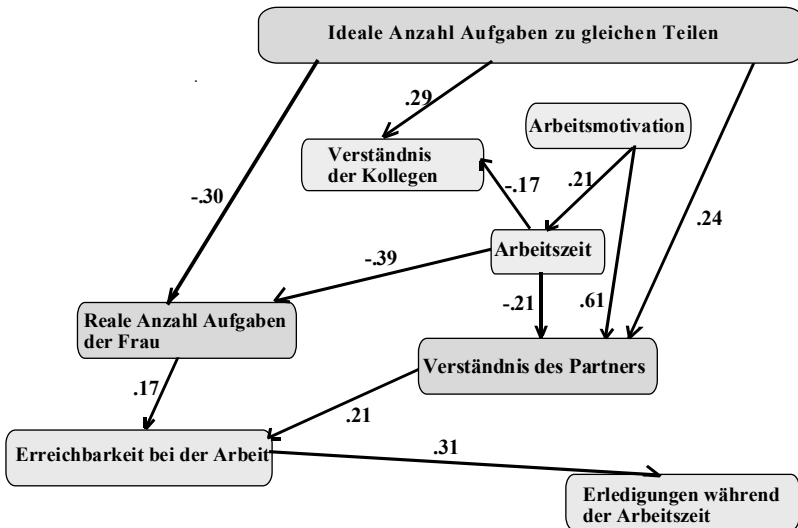 Ideale Anzahl Aufgaben zu gleichen Teilen
.29
Arbeitsmotivation
Verständnis
der Kollegen
-.30
-.17
.21
.24
Arbeitszeit
-.39
-.21
.61
Reale Anzahl Aufgaben
der Frau
Verständnis des Partners
.17
.21
Erreichbarkeit bei der Arbeit
.31
Erledigungen während
der Arbeitszeit